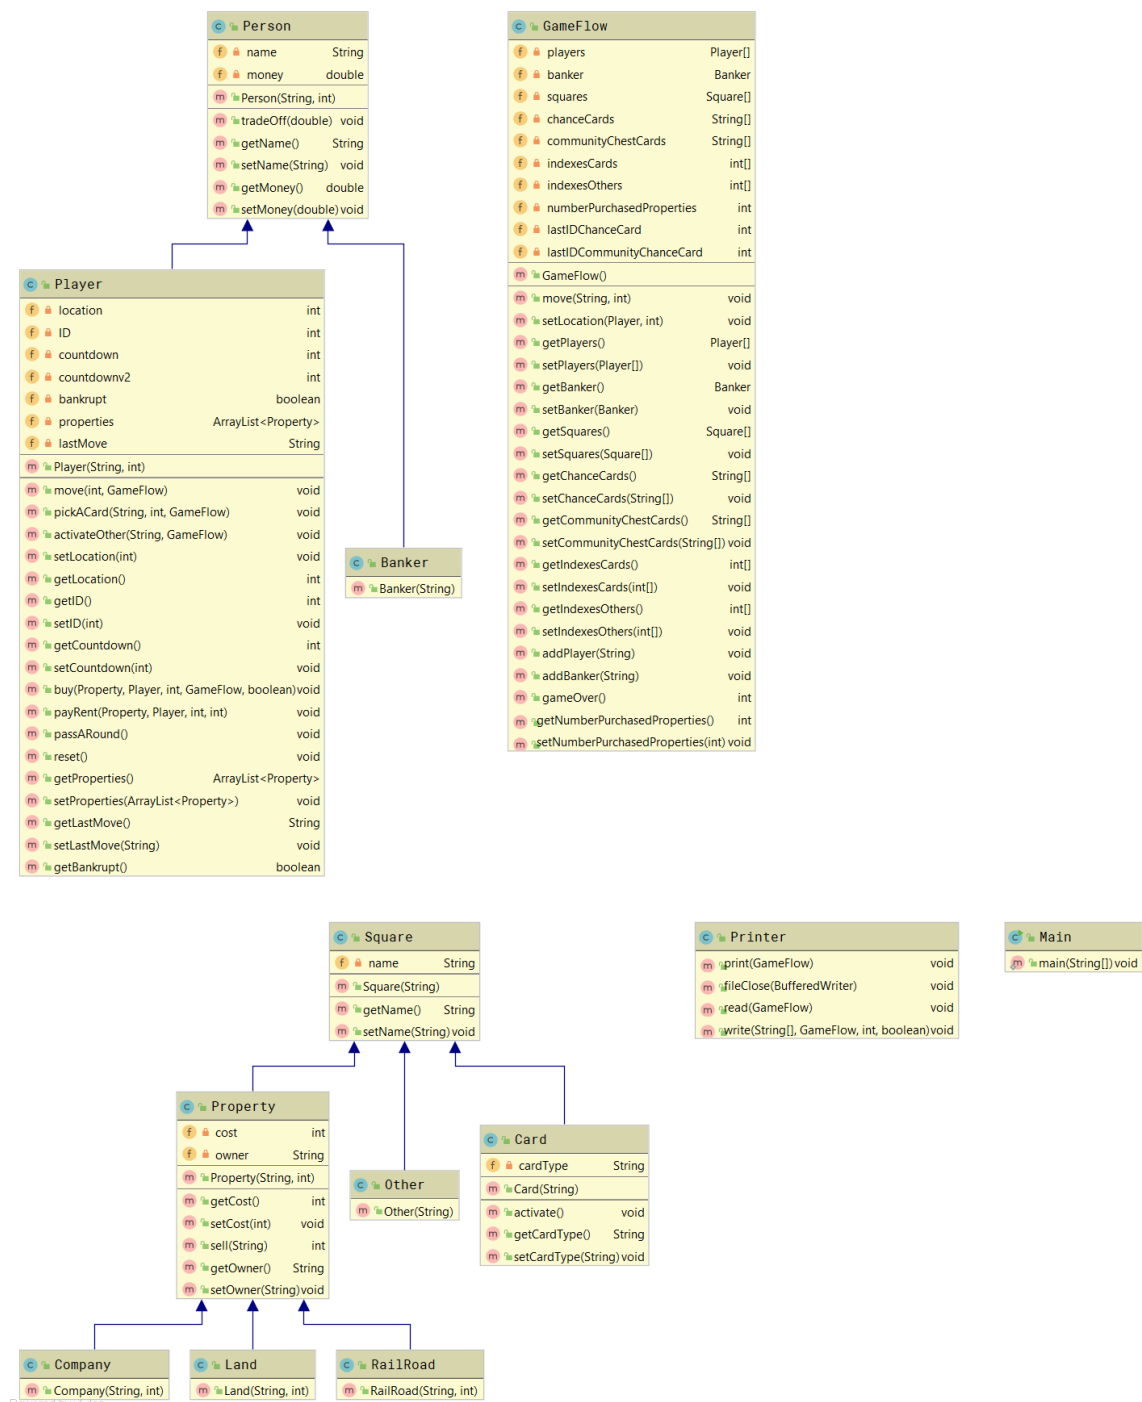 Person
name String
money double
Person(String, int)
tradeOff(double) void
getName() String
setName(String) void
getMoney() double
setMoney(double) void
GameFlow
players Player[]
banker Banker
squares Square[]
chanceCards String[]
communityChestCards String[]
indexesCards int[]
indexesOthers int[]
numberPurchasedProperties int
lastIDChanceCard int
lastIDCommunityChanceCard int
GameFlow()
move(String, int) void
setLocation(Player, int) void
getPlayers() Player[]
setPlayers(Player[]) void
getBanker() Banker
setBanker(Banker) void
getSquares() Square[]
setSquares(Square[]) void
getChanceCards() String[]
setChanceCards(String[]) void
getCommunityChestCards() String[]
setCommunityChestCards(String[]) void
getIndexesCards() int[]
setIndexesCards(int[]) void
getIndexesOthers() int[]
setIndexesOthers(int[]) void
addPlayer(String) void
addBanker(String) void
gameOver() int
getNumberPurchasedProperties() int
setNumberPurchasedProperties(int) void
Player
location int
ID int
countdown int
countdownv2 int
bankrupt boolean
properties ArrayList<Property>
lastMove String
Player(String, int)
move(int, GameFlow) void
pickACard(String, int, GameFlow) void
activateOther(String, GameFlow) void
setLocation(int) void
getLocation() int
getID() int
setID(int) void
getCountdown() int
setCountdown(int) void
buy(Property, Player, int, GameFlow, boolean) void
payRent(Property, Player, int, int) void
passARound() void
reset() void
getProperties() ArrayList<Property>
setProperties(ArrayList<Property>) void
getLastMove() String
setLastMove(String) void
getBankrupt() boolean
Banker
Banker(String)
Square
name String
Square(String)
getName() String
setName(String) void
Printer
print(GameFlow) void
fileClose(BufferedWriter) void
read(GameFlow) void
write(String[], GameFlow, int, boolean) void
Main
main(String[]) void
Property
cost int
owner String
Property(String, int)
getCost() int
setCost(int) void
sell(String) int
getOwner() String
setOwner(String) void
Other
Other(String)
Card
cardType String
Card(String)
activate() void
getCardType() String
setCardType(String) void
Company
Company(String, int)
Land
Land(String, int)
RailRoad
RailRoad(String, int)